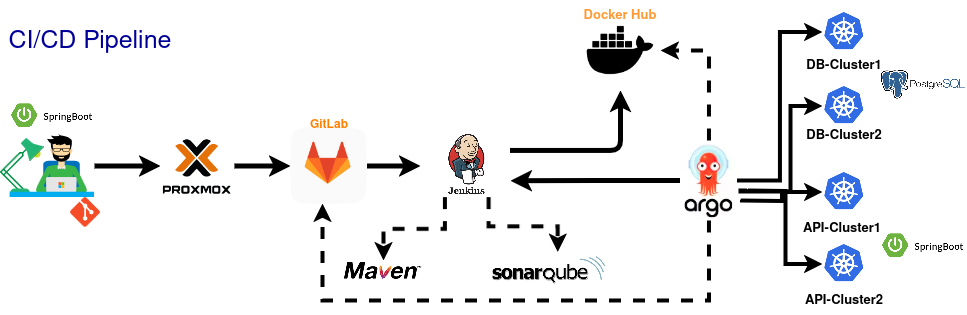 CI/CD Pipeline
Docker Hub
DB-Cluster1
PostgreSQL
SpringBoot
GitLab
DB-Cluster2
PROXMOX
Jenkins
argo
API-Cluster1
SpringBoot
Maven™
sonarqube
API-Cluster2